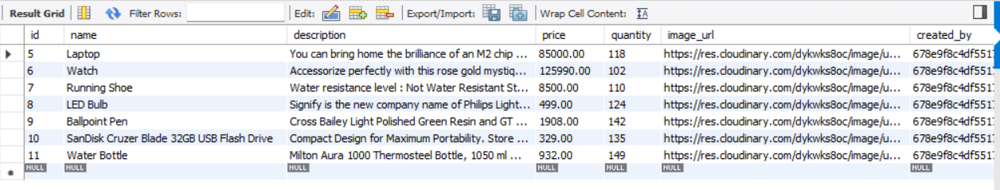 Result Grid Filter Rows: Edit: Export/Import: Wrap Cell Content: IA
id name description price quantity image_url created_by
5 Laptop You can bring home the brilliance of an M2 chip ... 85000.00 118 https://res.cloudinary.com/dykwks8oc/image/u... 678e9f8c4df551
6 Watch Accessorize perfectly with this rose gold mystiq... 125990.00 102 https://res.cloudinary.com/dykwks8oc/image/u... 678e9f8c4df551
7 Running Shoe Water resistance level : Not Water Resistant St... 8500.00 110 https://res.cloudinary.com/dykwks8oc/image/u... 678e9f8c4df551
8 LED Bulb Signify is the new company name of Philips Light... 499.00 124 https://res.cloudinary.com/dykwks8oc/image/u... 678e9f8c4df551
9 Ballpoint Pen Cross Bailey Light Polished Green Resin and GT ... 1908.00 142 https://res.cloudinary.com/dykwks8oc/image/u... 678e9f8c4df551
10 SanDisk Cruzer Blade 32GB USB Flash Drive Compact Design for Maximum Portability. Store ... 329.00 135 https://res.cloudinary.com/dykwks8oc/image/u... 678e9f8c4df551
11 Water Bottle Milton Aura 1000 Thermosteel Bottle, 1050 ml ... 932.00 149 https://res.cloudinary.com/dykwks8oc/image/u... 678e9f8c4df551
NULL NULL NULL NULL NULL NULL NULL